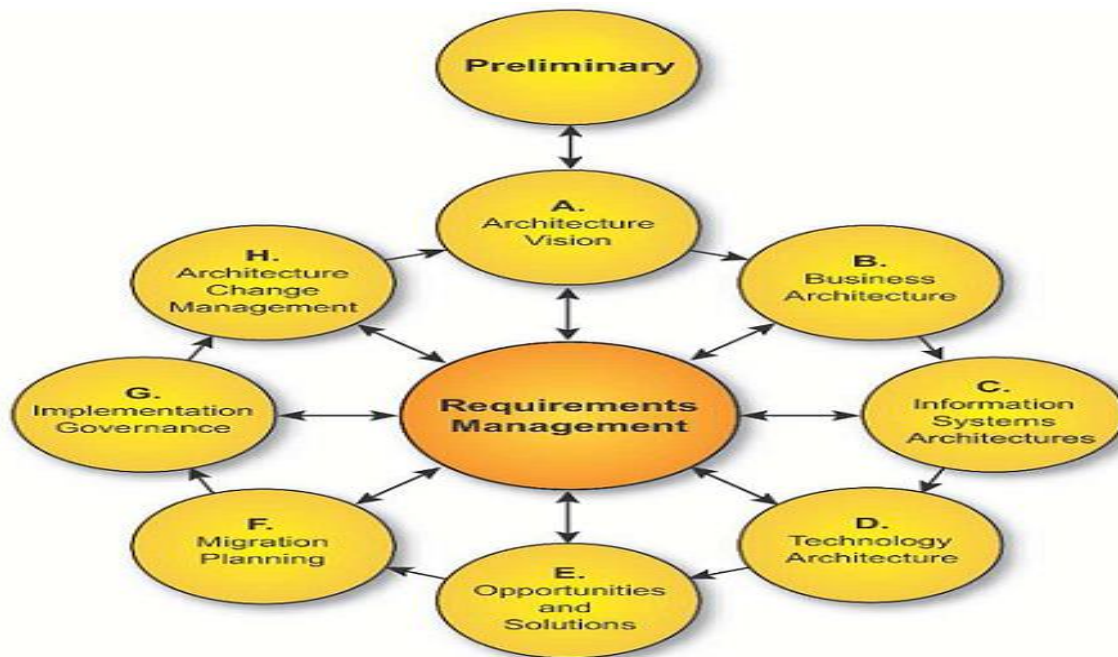 Preliminary
A.
Architecture
Vision
B.
Business
Architecture
C.
Information
Systems
Architectures
D.
Technology
Architecture
E.
Opportunities
and
Solutions
F.
Migration
Planning
G.
Implementation
Governance
H.
Architecture
Change
Management
Requirements
Management